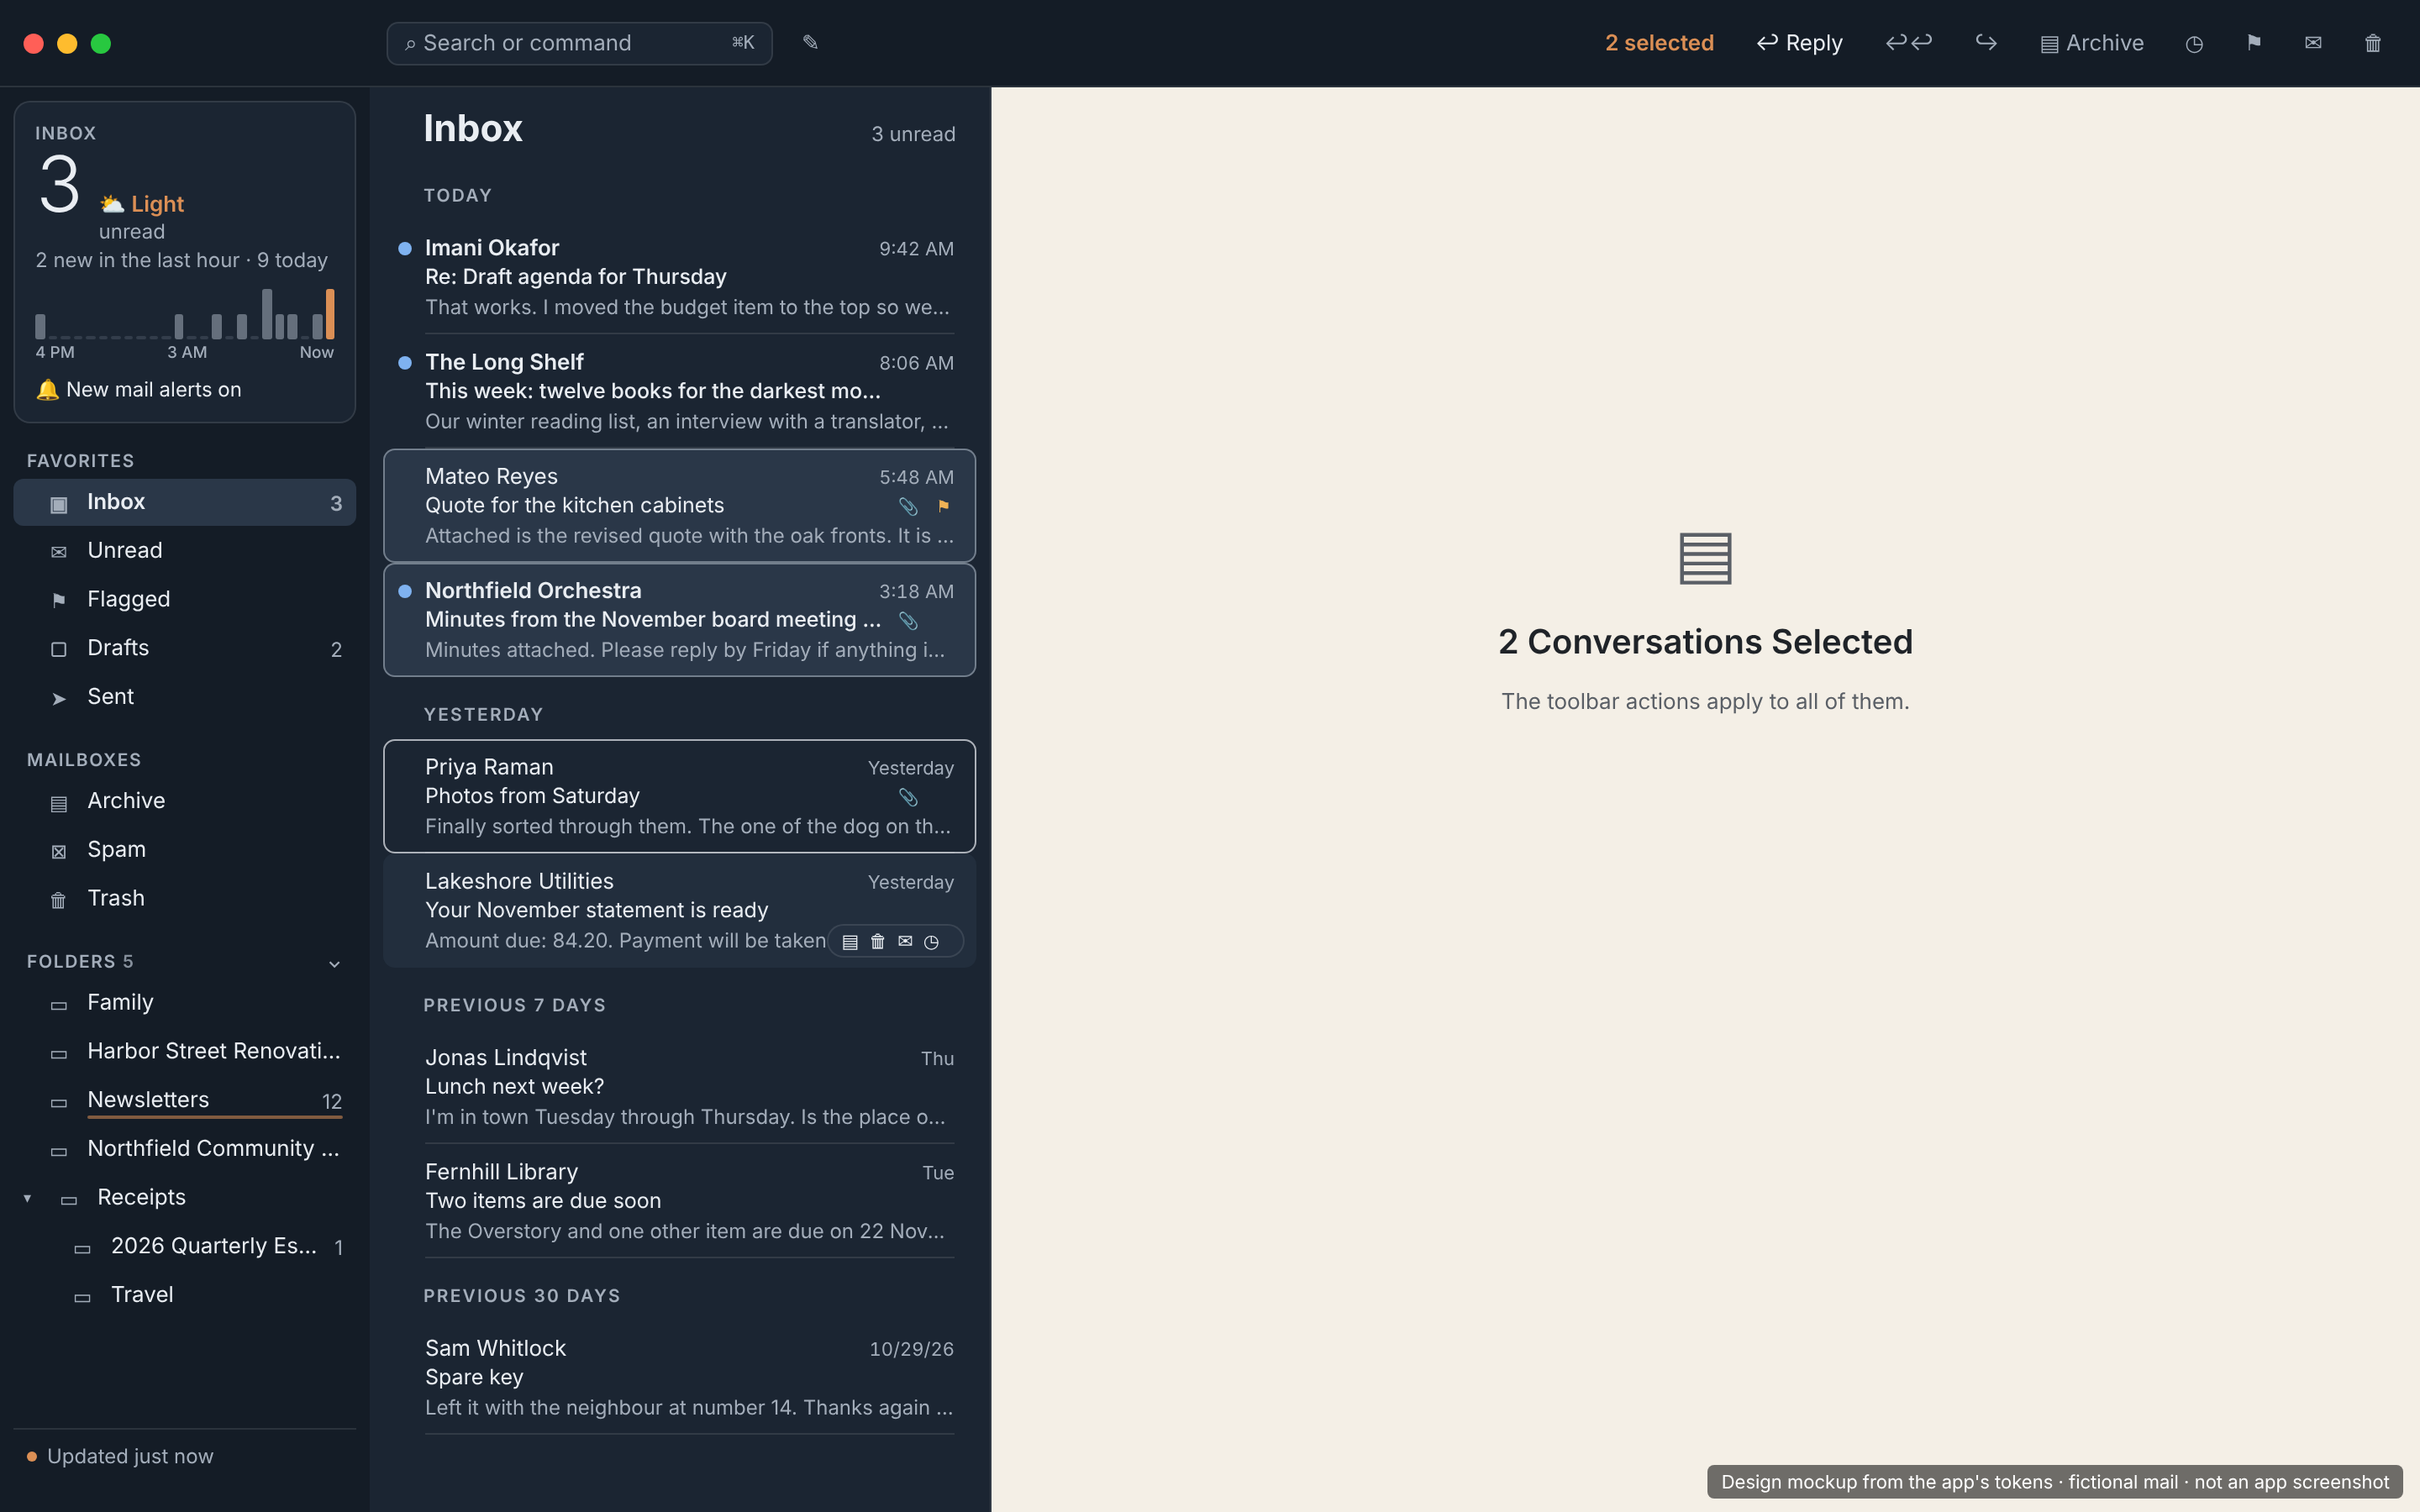 Search or command ⌘K
2 selected
Reply
Archive
INBOX
3
Light
unread
2 new in the last hour · 9 today
4 PM 3 AM Now
New mail alerts on
FAVORITES
Inbox 3
Unread
Flagged
Drafts 2
Sent
MAILBOXES
Archive
Spam
Trash
FOLDERS 5
Family
Harbor Street Renovati...
Newsletters 12
Northfield Community ...
Receipts
2026 Quarterly Es... 1
Travel
Updated just now
Inbox 3 unread
TODAY
Imani Okafor 9:42 AM
Re: Draft agenda for Thursday
That works. I moved the budget item to the top so we...
The Long Shelf 8:06 AM
This week: twelve books for the darkest mo...
Our winter reading list, an interview with a translator, ...
Mateo Reyes 5:48 AM
Quote for the kitchen cabinets
Attached is the revised quote with the oak fronts. It is ...
Northfield Orchestra 3:18 AM
Minutes from the November board meeting ...
Minutes attached. Please reply by Friday if anything i...
YESTERDAY
Priya Raman Yesterday
Photos from Saturday
Finally sorted through them. The one of the dog on th...
Lakeshore Utilities Yesterday
Your November statement is ready
Amount due: 84.20. Payment will be taken
PREVIOUS 7 DAYS
Jonas Lindqvist Thu
Lunch next week?
I'm in town Tuesday through Thursday. Is the place o...
Fernhill Library Tue
Two items are due soon
The Overstory and one other item are due on 22 Nov...
PREVIOUS 30 DAYS
Sam Whitlock 10/29/26
Spare key
Left it with the neighbour at number 14. Thanks again ...
2 Conversations Selected
The toolbar actions apply to all of them.
Design mockup from the app's tokens · fictional mail · not an app screenshot